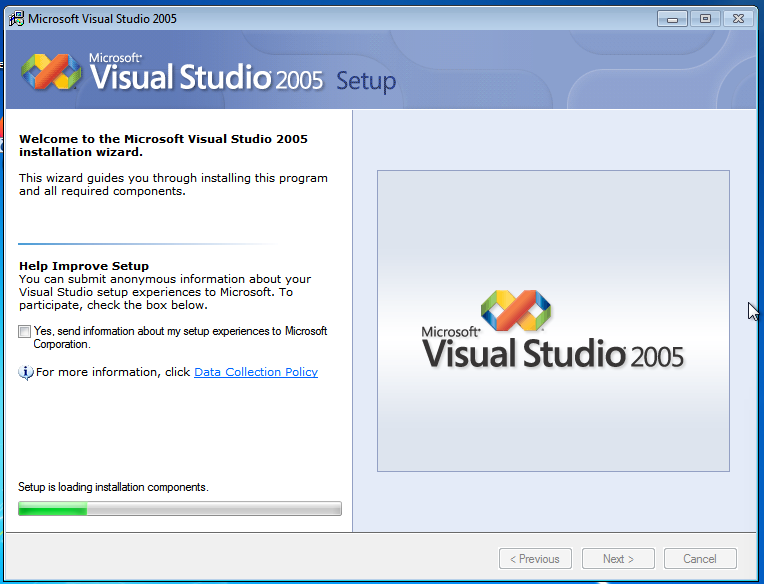 Microsoft Visual Studio 2005
Microsoft®
Visual Studio® 2005 Setup
Welcome to the Microsoft Visual Studio 2005
installation wizard.
This wizard guides you through installing this program
and all required components.
Help Improve Setup
You can submit anonymous information about your
Visual Studio setup experiences to Microsoft. To
participate, check the box below.
Yes, send information about my setup experiences to Microsoft
Corporation.
For more information, click Data Collection Policy
Setup is loading installation components.
Microsoft®
Visual Studio® 2005
< Previous
Next >
Cancel